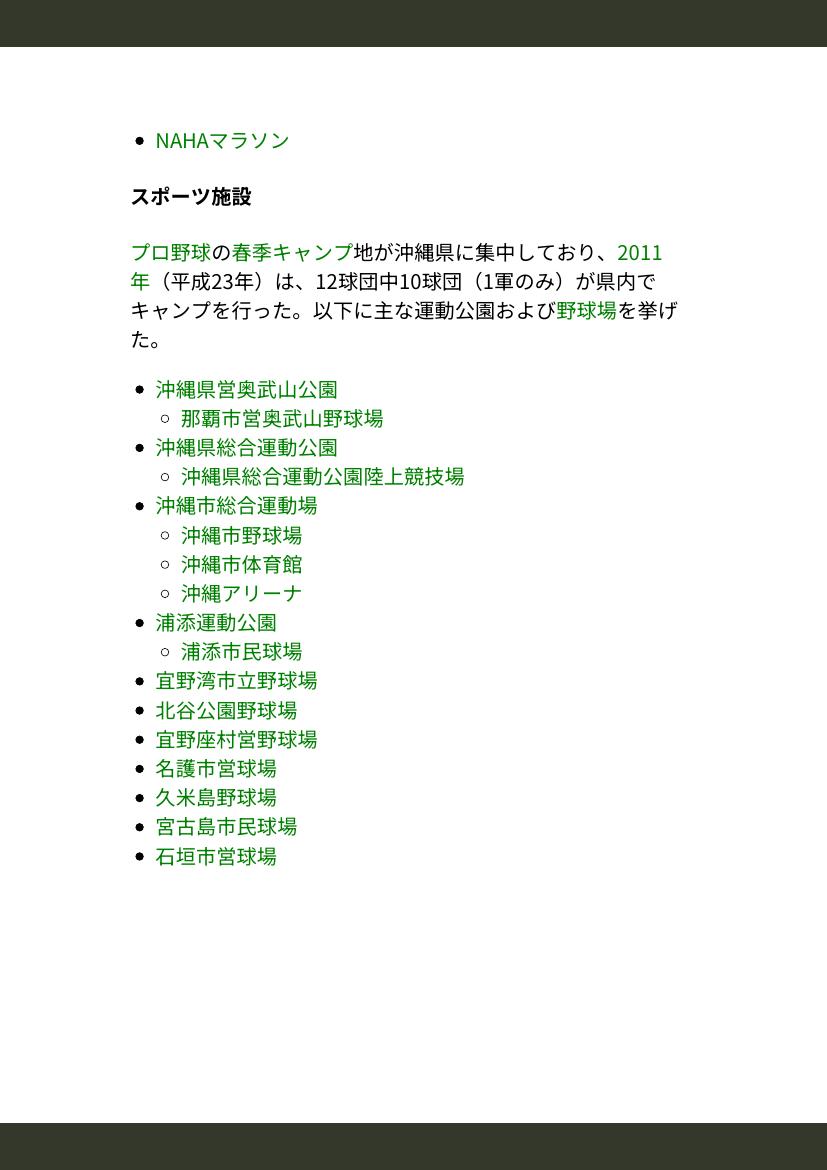 NAHAマラソン
スポーツ施設
プロ野球の春季キャンプ地が沖縄県に集中しており、2011
年（平成23年）は、12球団中10球団（1軍のみ）が県内で
キャンプを行った。以下に主な運動公園および野球場を挙げ
た。
沖縄県営奥武山公園
那覇市営奥武山野球場
沖縄県総合運動公園
沖縄県総合運動公園陸上競技場
沖縄市総合運動場
沖縄市野球場
沖縄市体育館
沖縄アリーナ
浦添運動公園
浦添市民球場
宜野湾市立野球場
北谷公園野球場
宜野座村営野球場
名護市営球場
久米島野球場
宮古島市民球場
石垣市営球場